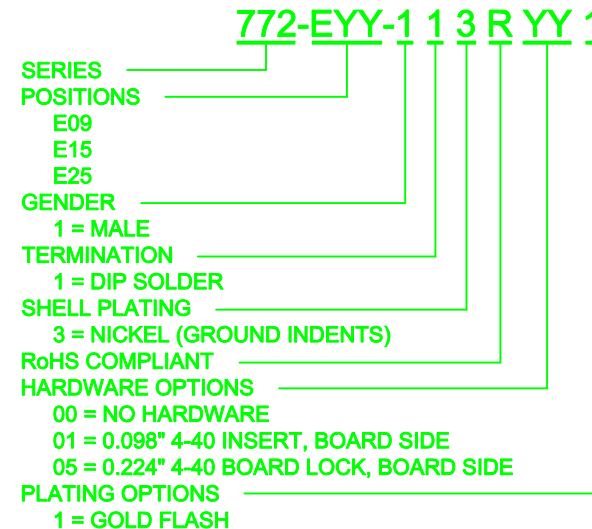 772-EYY-1 1 3 R YY 1
SERIES
POSITIONS
E09
E15
E25
GENDER
1 = MALE
TERMINATION
1 = DIP SOLDER
SHELL PLATING
3 = NICKEL (GROUND INDENTS)
RoHS COMPLIANT
HARDWARE OPTIONS
00 = NO HARDWARE
01 = 0.098" 4-40 INSERT, BOARD SIDE
05 = 0.224" 4-40 BOARD LOCK, BOARD SIDE
PLATING OPTIONS
1 = GOLD FLASH